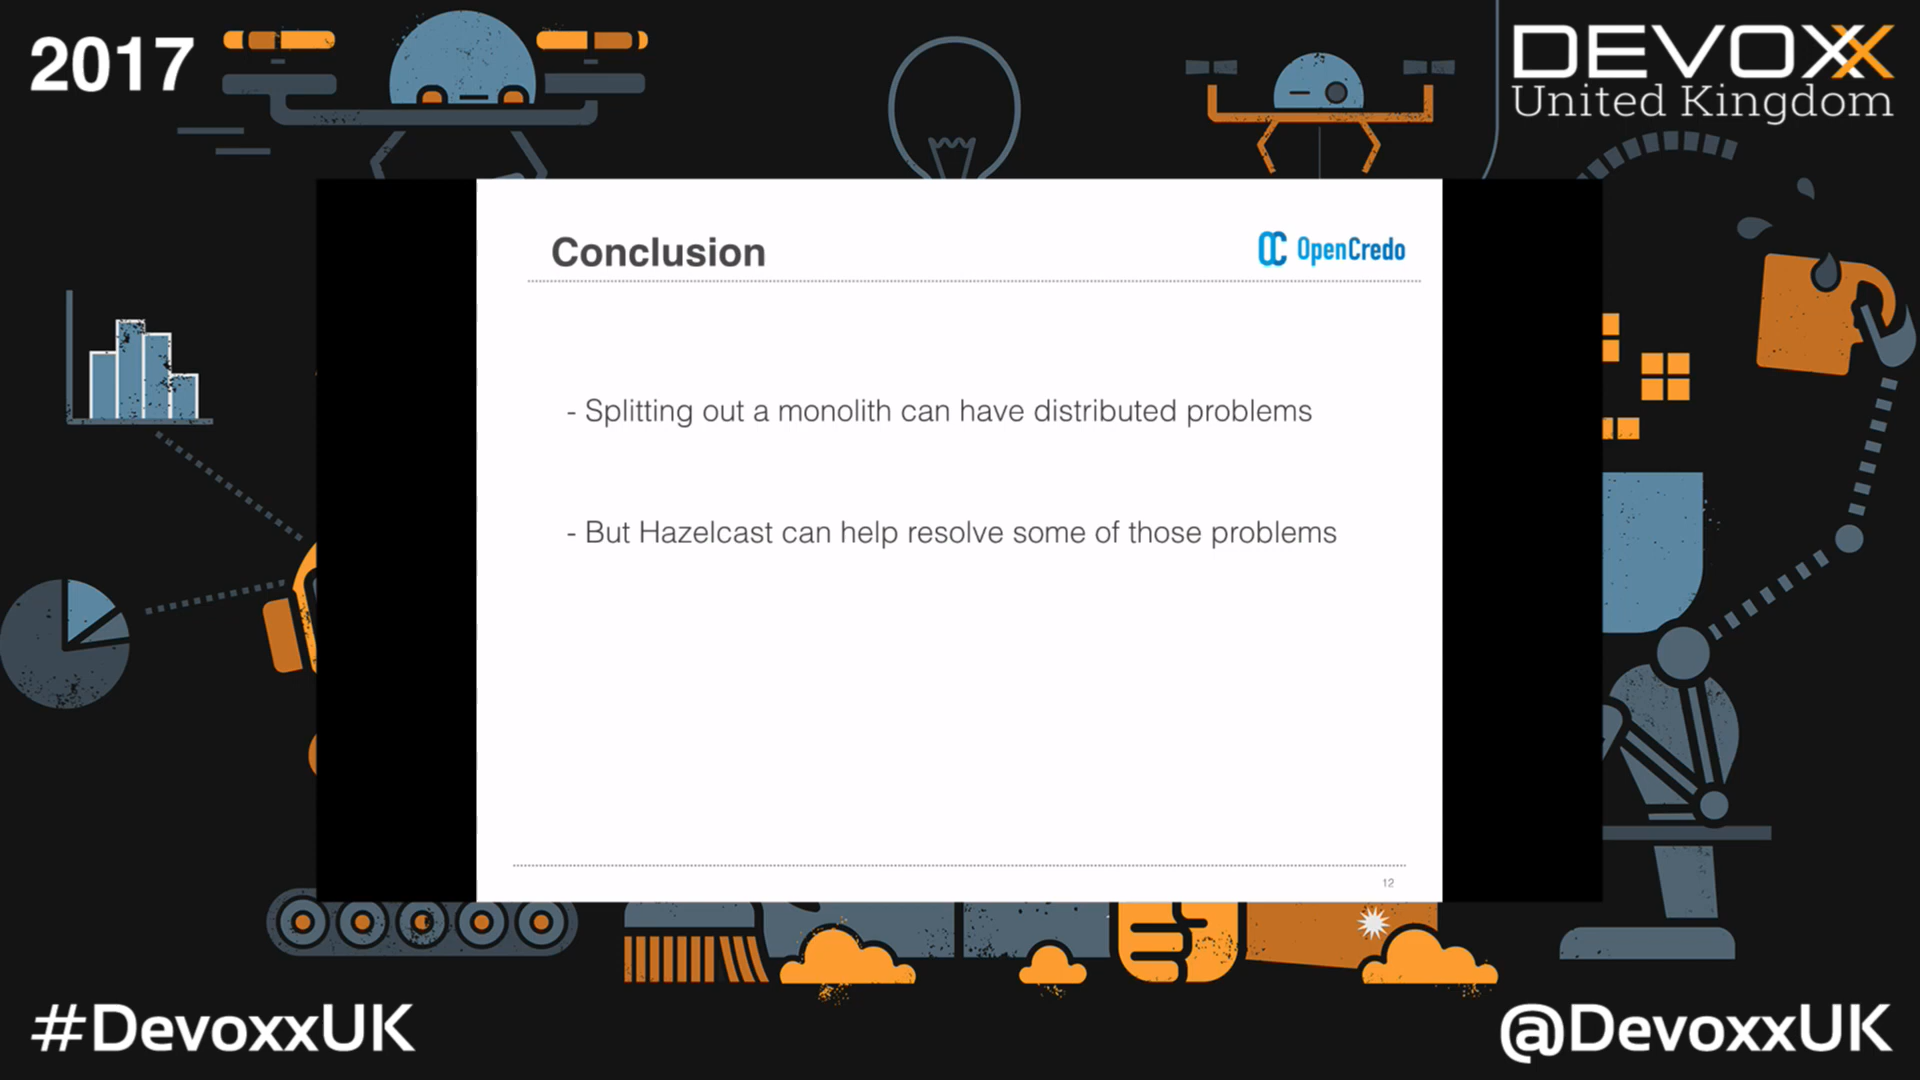 2017
DEVOXX
United Kingdom
Conclusion
OpenCredo
- Splitting out a monolith can have distributed problems
- But Hazelcast can help resolve some of those problems
12
#DevoxxUK
@DevoxxUK